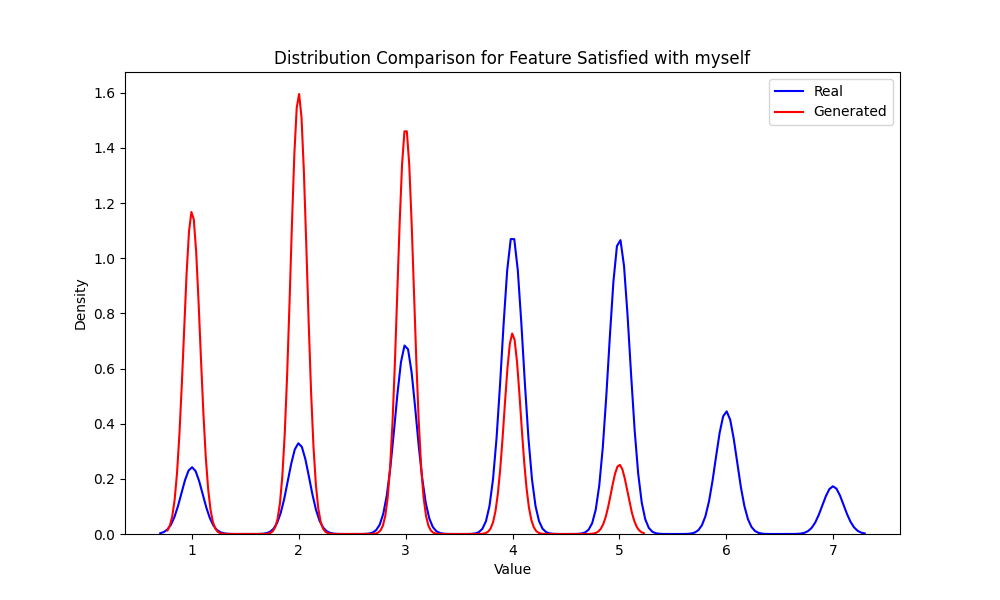 Distribution Comparison for Feature Satisfied with myself
Real
Generated
1.6
1.4
1.2
1.0
0.8
0.6
0.4
0.2
0.0
Density
1 2 3 4 5 6 7
Value